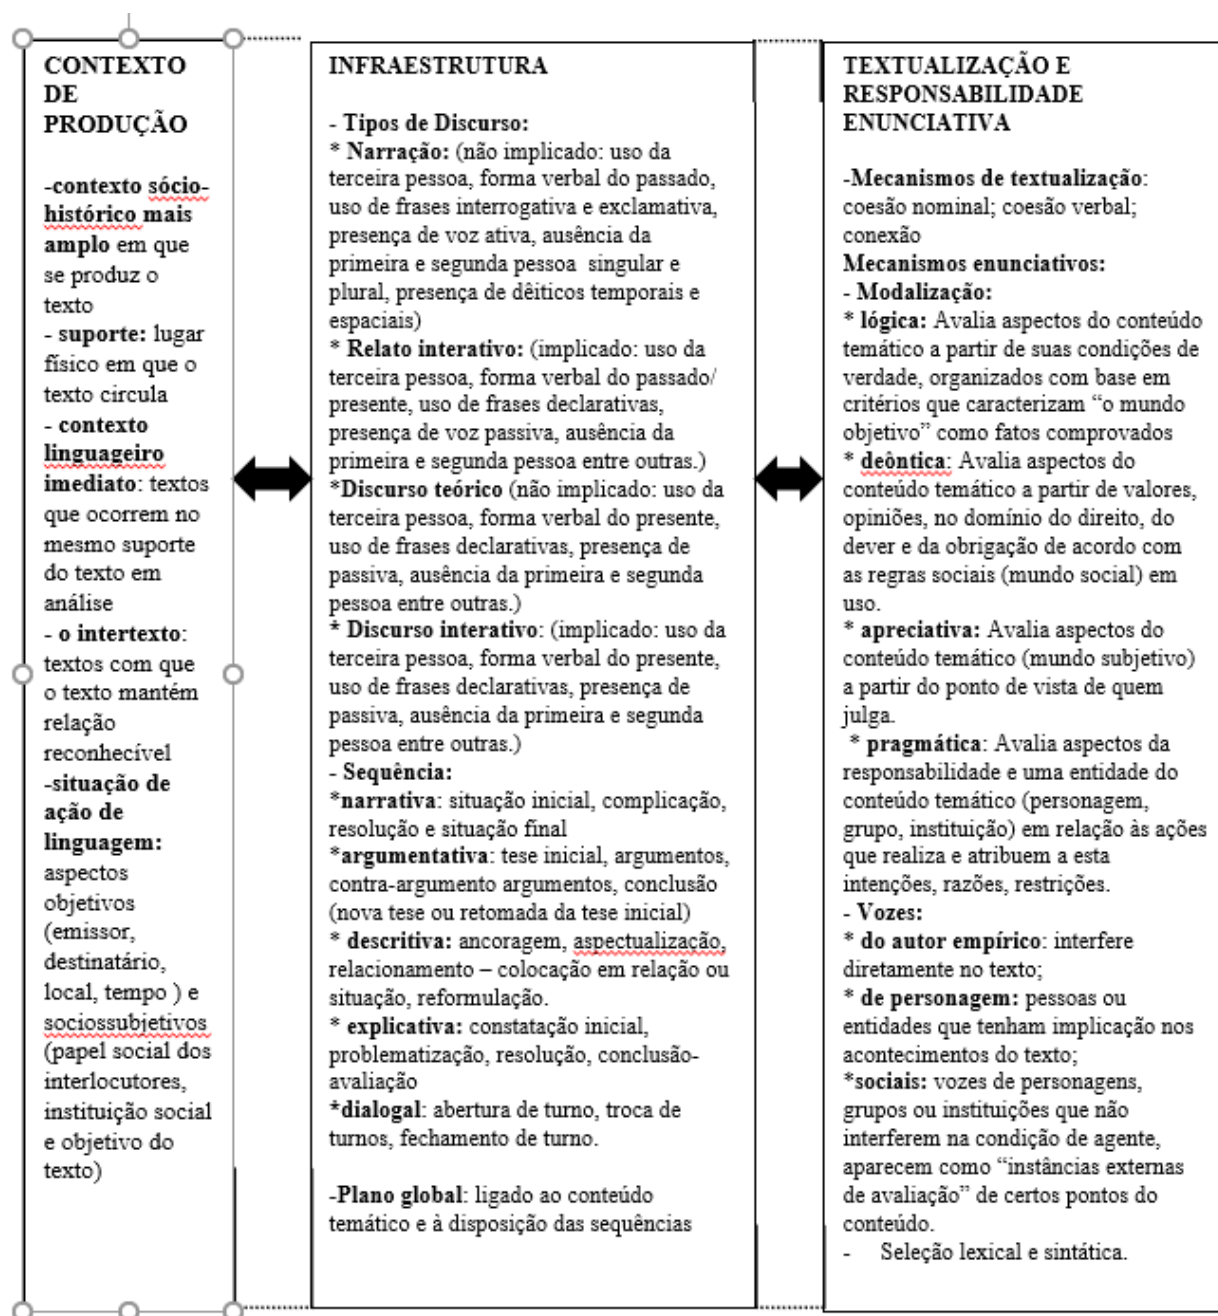 CONTEXTO
DE
PRODUÇÃO
-contexto sócio-
histórico mais
amplo em que
se produz o
texto
- suporte: lugar
físico em que o
texto circula
- contexto
linguageiro
imediato: textos
que ocorrem no
mesmo suporte
do texto em
análise
- o intertexto:
textos com que
o texto mantém
relação
reconhecível
-situação de
ação de
linguagem:
aspectos
objetivos
(emissor,
destinatário,
local, tempo ) e
sociossubjetivos
(papel social dos
interlocutores,
instituição social
e objetivo do
texto)
INFRAESTRUTURA
- Tipos de Discurso:
* Narração: (não implicado: uso da
terceira pessoa, forma verbal do passado,
uso de frases interrogativa e exclamativa,
presença de voz ativa, ausência da
primeira e segunda pessoa singular e
plural, presença de dêiticos temporais e
espaciais)
* Relato interativo: (implicado: uso da
terceira pessoa, forma verbal do passado/
presente, uso de frases declarativas,
presença de voz passiva, ausência da
primeira e segunda pessoa entre outras.)
*Discurso teórico (não implicado: uso da
terceira pessoa, forma verbal do presente,
uso de frases declarativas, presença de
passiva, ausência da primeira e segunda
pessoa entre outras.)
* Discurso interativo: (implicado: uso da
terceira pessoa, forma verbal do presente,
uso de frases declarativas, presença de
passiva, ausência da primeira e segunda
pessoa entre outras.)
- Sequência:
*narrativa: situação inicial, complicação,
resolução e situação final
*argumentativa: tese inicial, argumentos,
contra-argumento argumentos, conclusão
(nova tese ou retomada da tese inicial)
* descritiva: ancoragem, aspectualização,
relacionamento – colocação em relação ou
situação, reformulação.
* explicativa: constatação inicial,
problematização, resolução, conclusão-
avaliação
*dialogal: abertura de turno, troca de
turnos, fechamento de turno.
-Plano global: ligado ao conteúdo
temático e à disposição das sequências
TEXTUALIZAÇÃO E
RESPONSABILIDADE
ENUNCIATIVA
-Mecanismos de textualização:
coesão nominal; coesão verbal;
conexão
Mecanismos enunciativos:
- Modalização:
* lógica: Avalia aspectos do conteúdo
temático a partir de suas condições de
verdade, organizados com base em
critérios que caracterizam “o mundo
objetivo” como fatos comprovados
* deôntica: Avalia aspectos do
conteúdo temático a partir de valores,
opiniões, no domínio do direito, do
dever e da obrigação de acordo com
as regras sociais (mundo social) em
uso.
* apreciativa: Avalia aspectos do
conteúdo temático (mundo subjetivo)
a partir do ponto de vista de quem
julga.
* pragmática: Avalia aspectos da
responsabilidade e uma entidade do
conteúdo temático (personagem,
grupo, instituição) em relação às ações
que realiza e atribuem a esta
intenções, razões, restrições.
- Vozes:
* do autor empírico: interfere
diretamente no texto;
* de personagem: pessoas ou
entidades que tenham implicação nos
acontecimentos do texto;
*sociais: vozes de personagens,
grupos ou instituições que não
interferem na condição de agente,
aparecem como “instâncias externas
de avaliação” de certos pontos do
conteúdo.
- Seleção lexical e sintática.